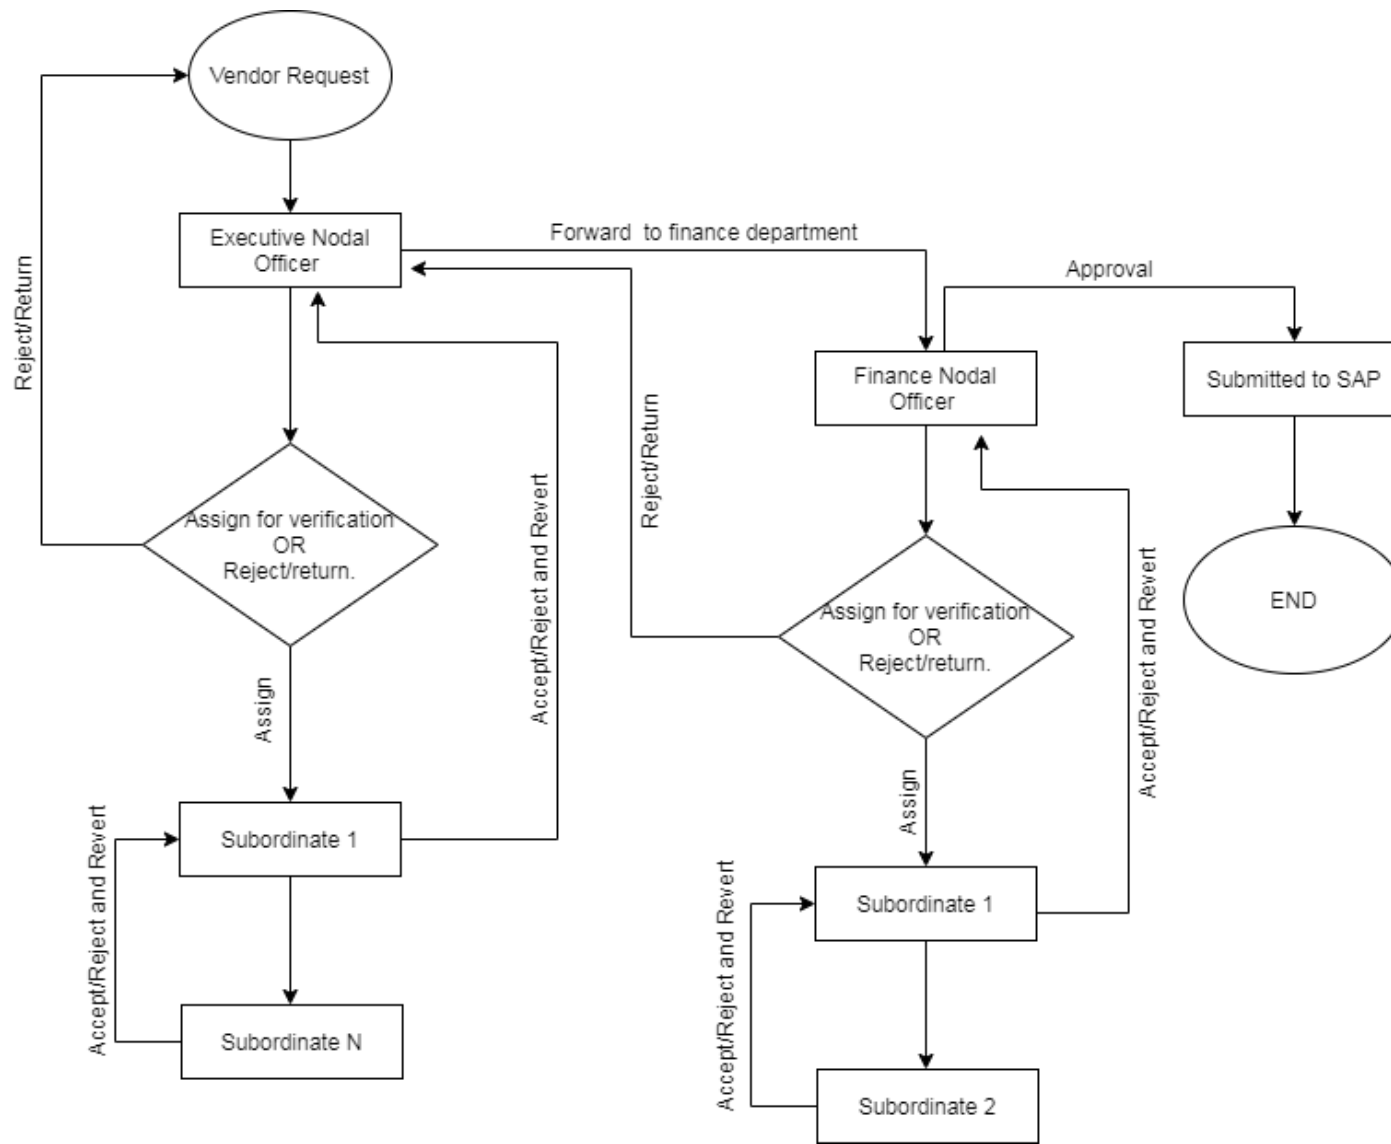 Vendor Request
Reject/Return
Executive Nodal
Officer
Forward  to finance department
Approval
Finance Nodal
Officer
Submitted to SAP
Reject/Return
Assign for verification
OR
Reject/return.
Accept/Reject and Revert
Assign for verification
OR
Reject/return.
Accept/Reject and Revert
END
Assign
Assign
Subordinate 1
Accept/Reject and Revert
Subordinate 1
Accept/Reject and Revert
Subordinate N
Subordinate 2